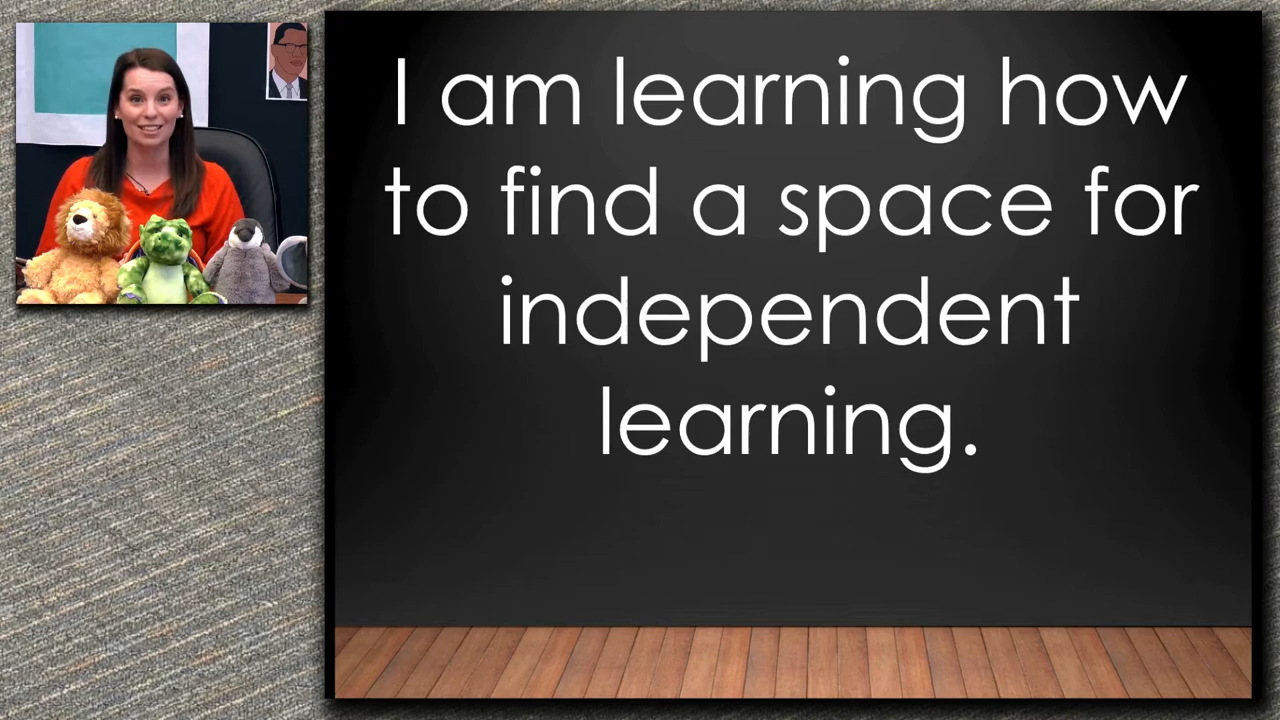 I am learning how
to find a space for
independent
learning.